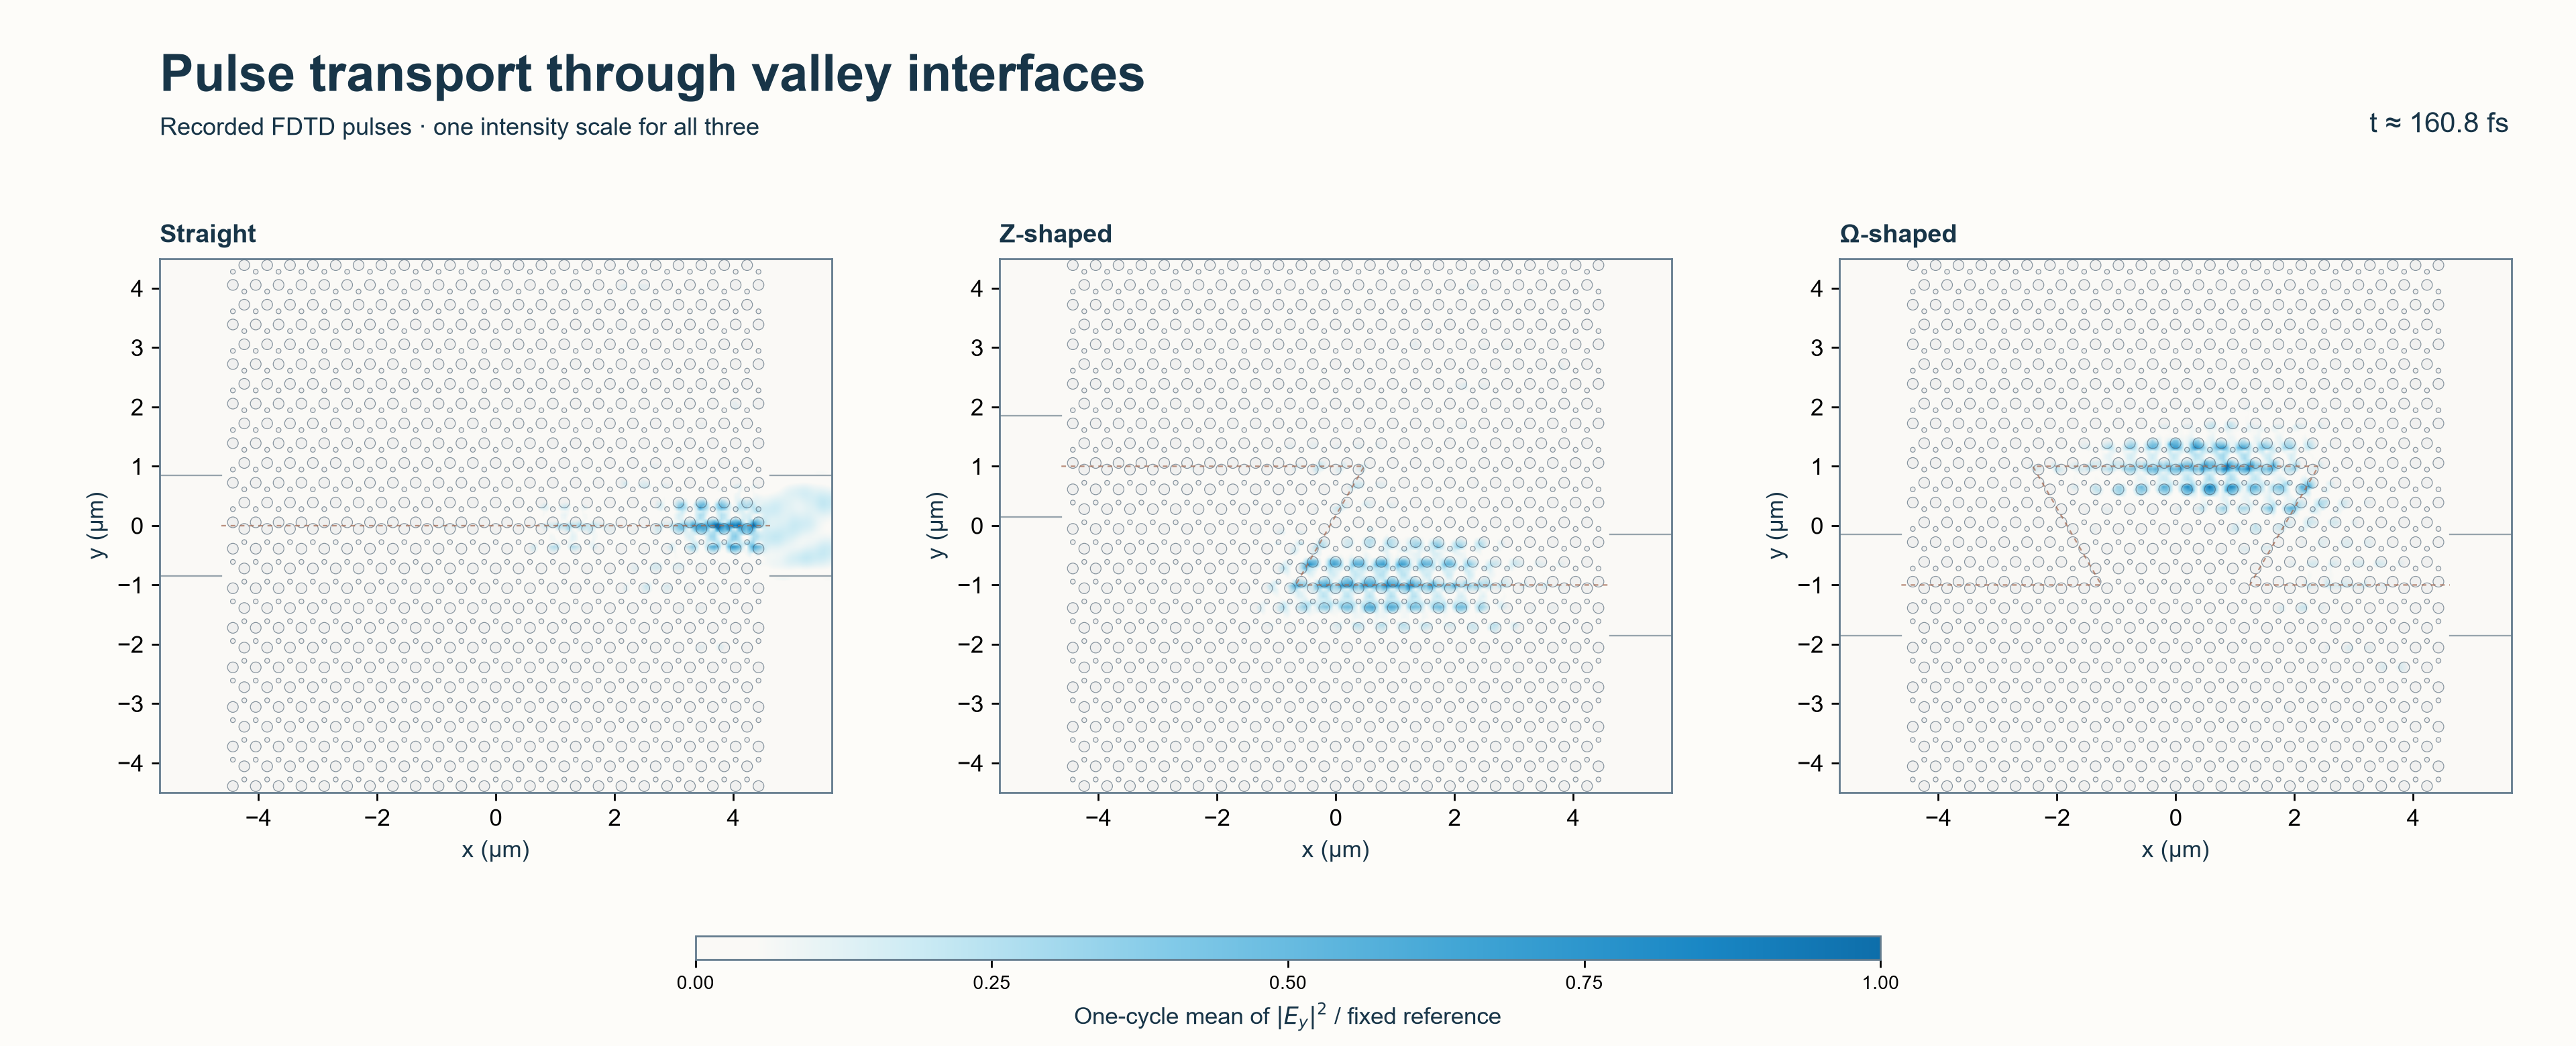 Pulse transport through valley interfaces
Recorded FDTD pulses · one intensity scale for all three
t ≈ 160.8 fs
Straight
4
3
2
1
0
−1
−2
−3
−4
y (μm)
−4 −2 0 2 4
x (μm)
Z-shaped
4
3
2
1
0
−1
−2
−3
−4
y (μm)
−4 −2 0 2 4
x (μm)
Ω-shaped
4
3
2
1
0
−1
−2
−3
−4
y (μm)
−4 −2 0 2 4
x (μm)
0.00 0.25 0.50 0.75 1.00
One-cycle mean of |E_y|² / fixed reference